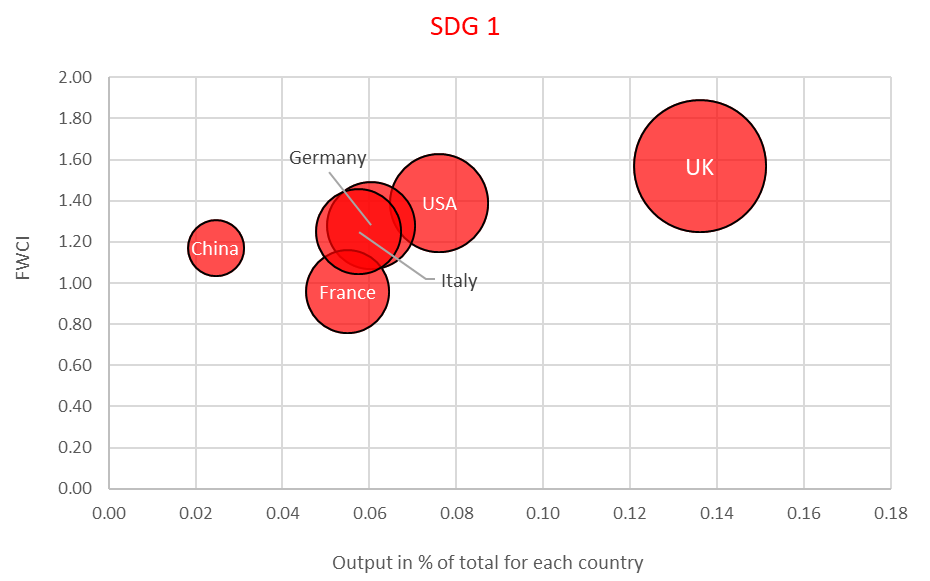 SDG 1
2.00
1.80
1.60
1.40
1.20
1.00
0.80
0.60
0.40
0.20
0.00
FWCI
Germany
UK
USA
China
Italy
France
0.00 0.02 0.04 0.06 0.08 0.10 0.12 0.14 0.16 0.18
Output in % of total for each country